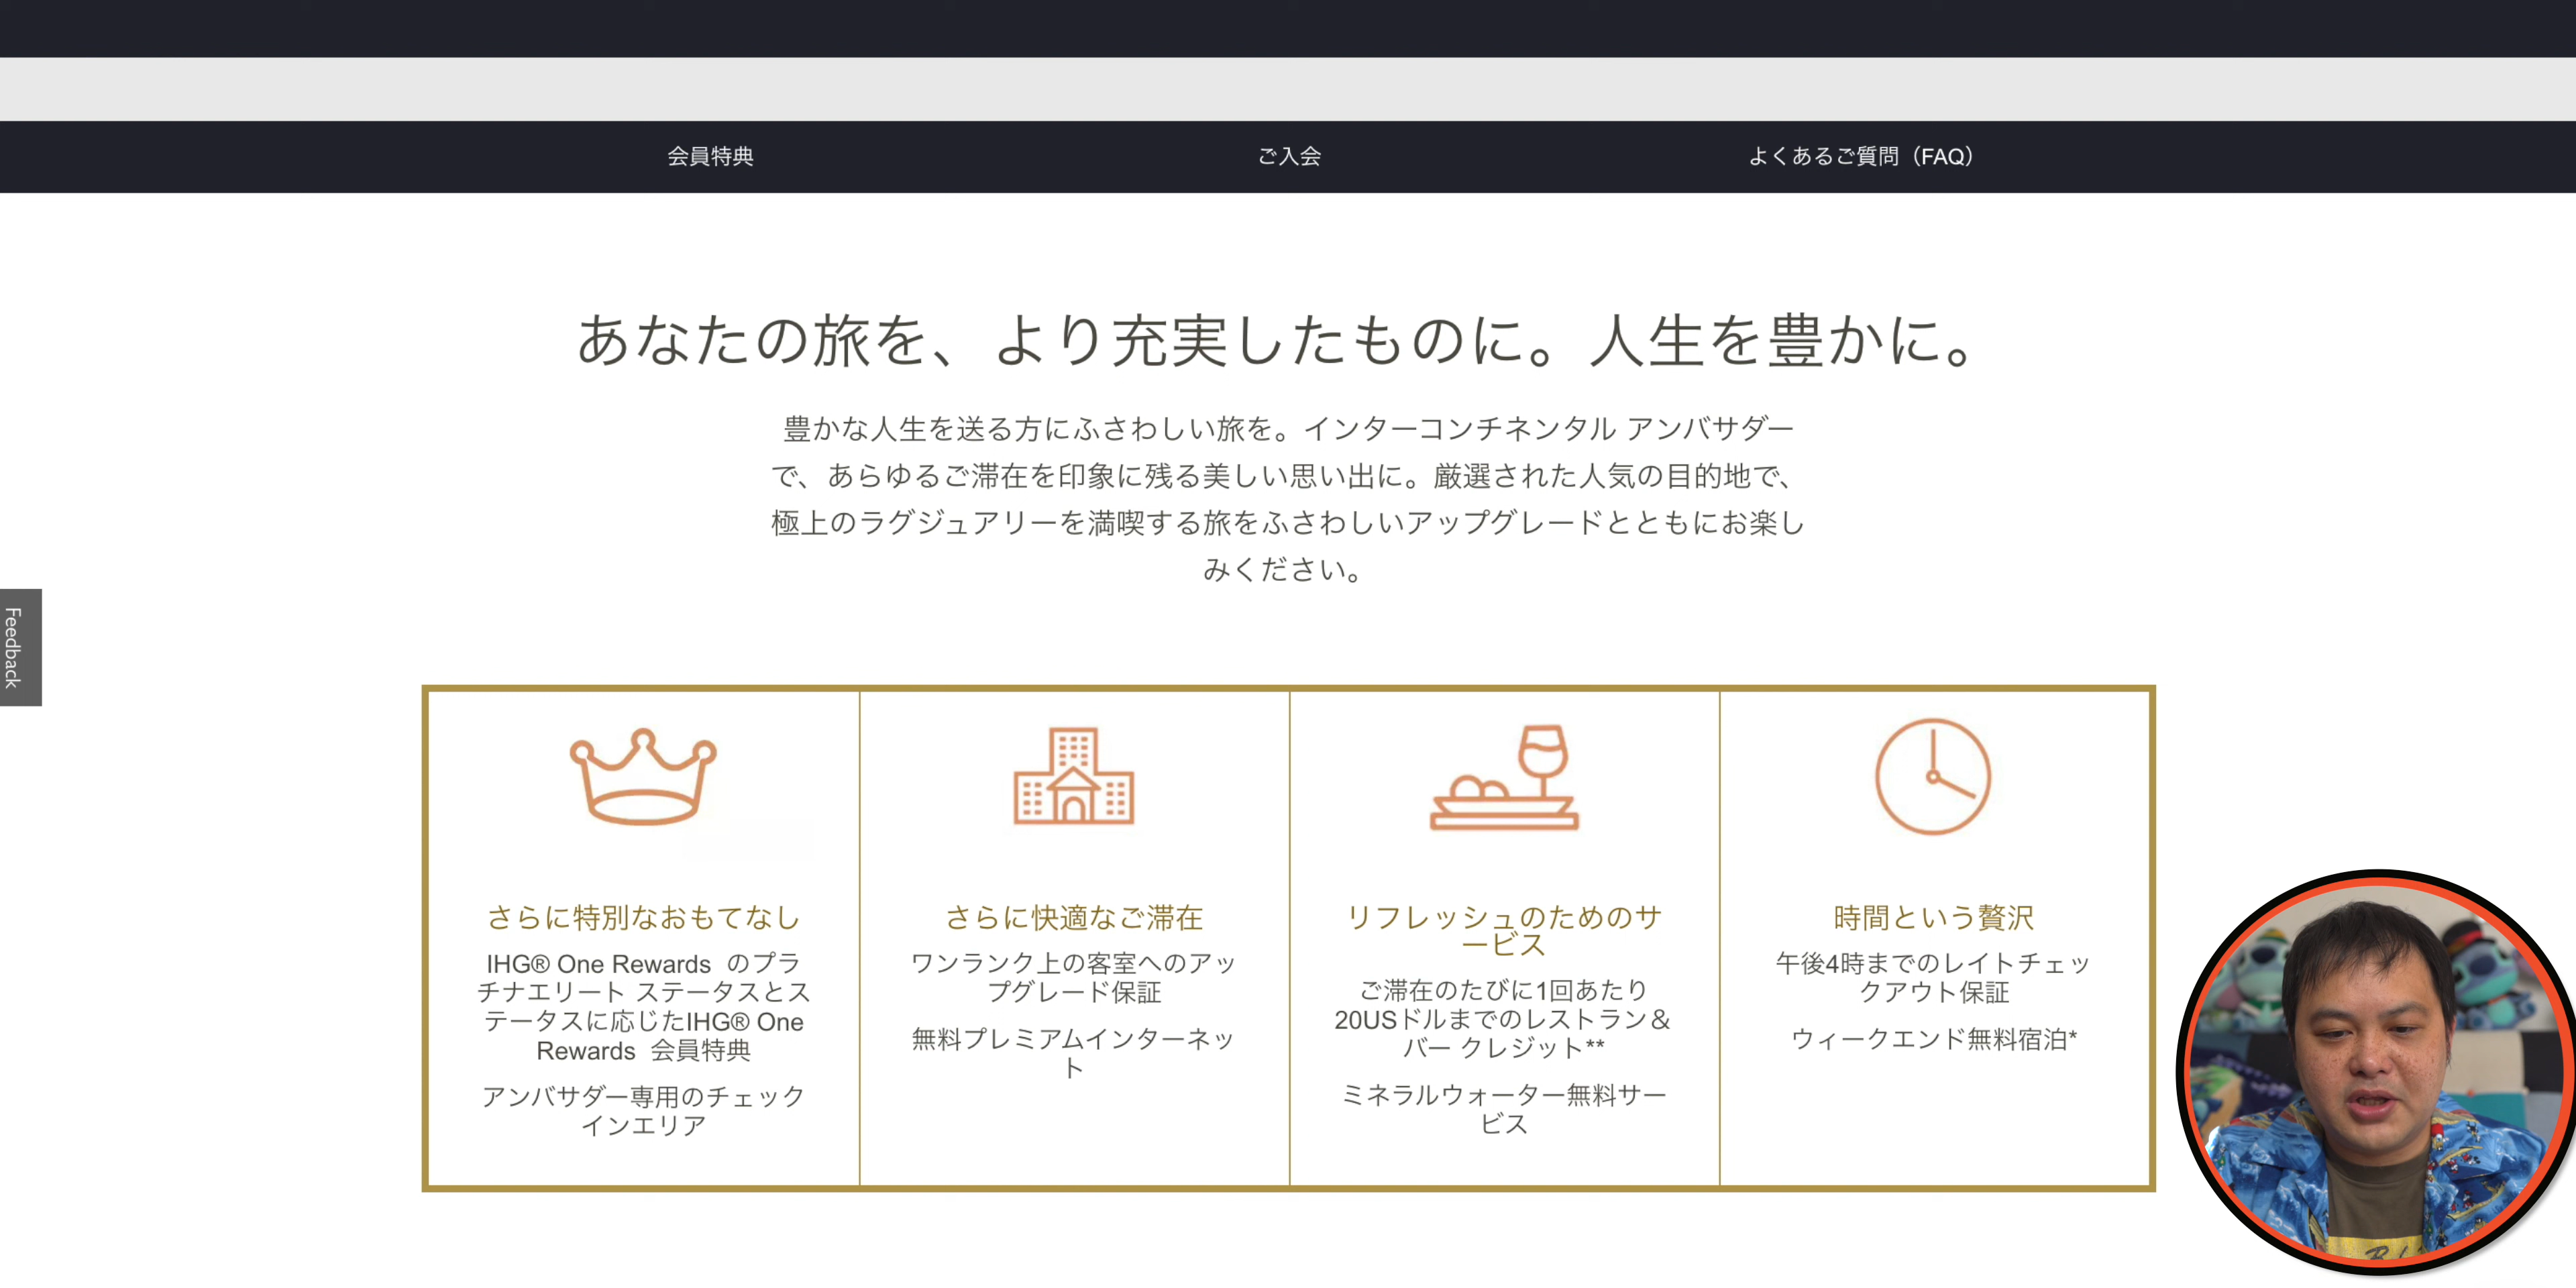 会員特典
ご入会
よくあるご質問（FAQ）
あなたの旅を、より充実したものに。人生を豊かに。
豊かな人生を送る方にふさわしい旅を。インターコンチネンタル アンバサダー
で、あらゆるご滞在を印象に残る美しい思い出に。厳選された人気の目的地で、
極上のラグジュアリーを満喫する旅をふさわしいアップグレードとともにお楽し
みください。
Feedback
さらに特別なおもてなし
IHG® One Rewards のプラ
チナエリート ステータスとス
テータスに応じたIHG® One
Rewards 会員特典
アンバサダー専用のチェック
インエリア
さらに快適なご滞在
ワンランク上の客室へのアッ
プグレード保証
無料プレミアムインターネッ
ト
リフレッシュのためのサ
ービス
ご滞在のたびに1回あたり
20USドルまでのレストラン＆
バー クレジット**
ミネラルウォーター無料サー
ビス
時間という贅沢
午後4時までのレイトチェッ
クアウト保証
ウィークエンド無料宿泊*